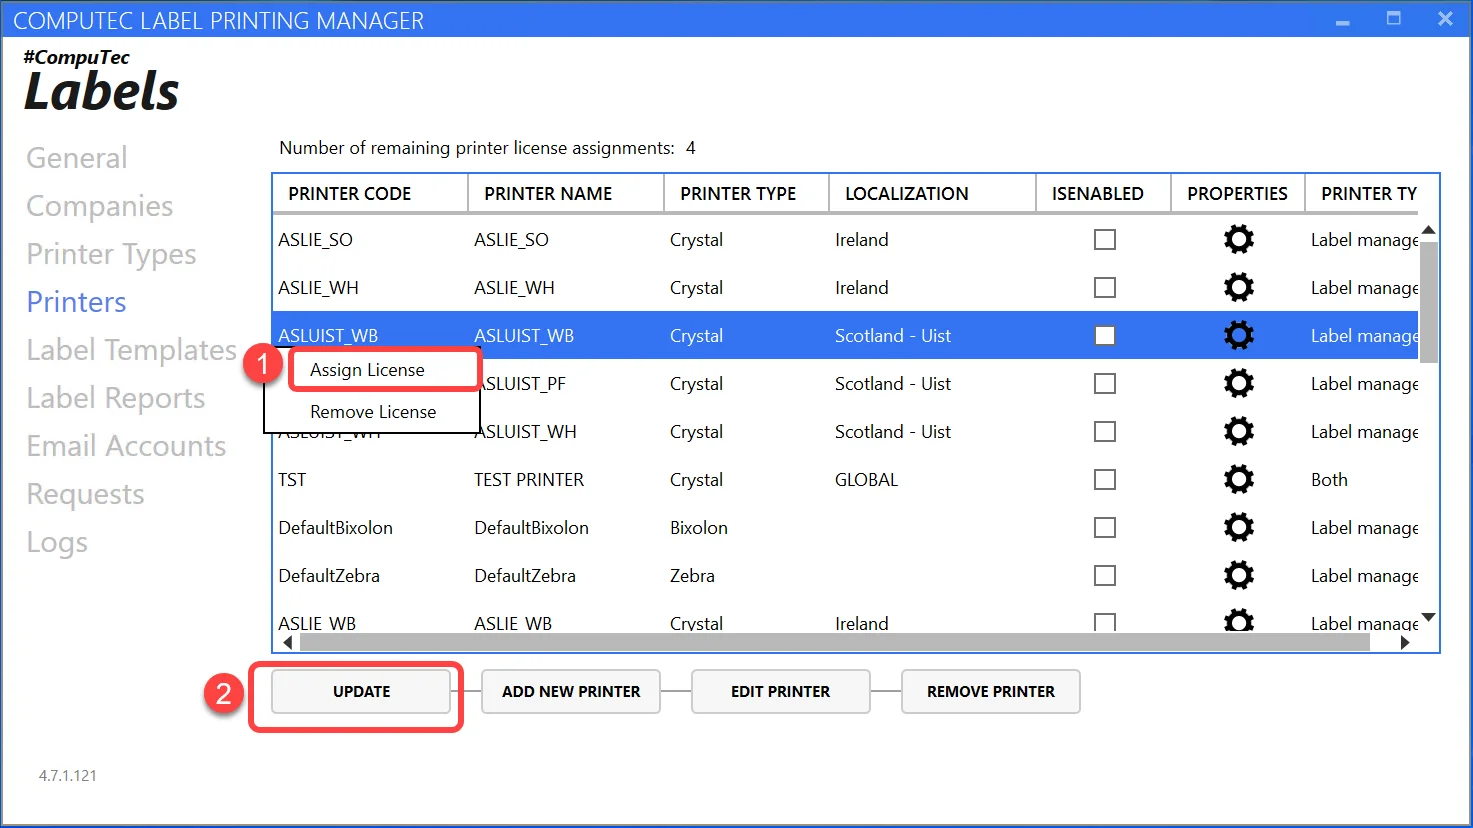 COMPUTEC LABEL PRINTING MANAGER
#CompuTec
Labels
General
Companies
Printer Types
Printers
Label Templates
Label Reports
Email Accounts
Requests
Logs
Number of remaining printer license assignments: 4
PRINTER CODE PRINTER NAME PRINTER TYPE LOCALIZATION ISENABLED PROPERTIES PRINTER TY
ASLIE_SO ASLIE_SO Crystal Ireland Label manage
ASLIE_WH ASLIE_WH Crystal Ireland Label manage
ASLUIST_WB ASLUIST_WB Crystal Scotland - Uist Label manage
1 Assign License
ASLUIST_PF Crystal Scotland - Uist Label manage
Remove License
ASLUIST_WH ASLUIST_WH Crystal Scotland - Uist Label manage
TST TEST PRINTER Crystal GLOBAL Both
DefaultBixolon DefaultBixolon Bixolon Label manage
DefaultZebra DefaultZebra Zebra Label manage
ASLIE_WB ASLIE_WB Crystal Ireland Label manage
2 UPDATE ADD NEW PRINTER EDIT PRINTER REMOVE PRINTER
4.7.1.121